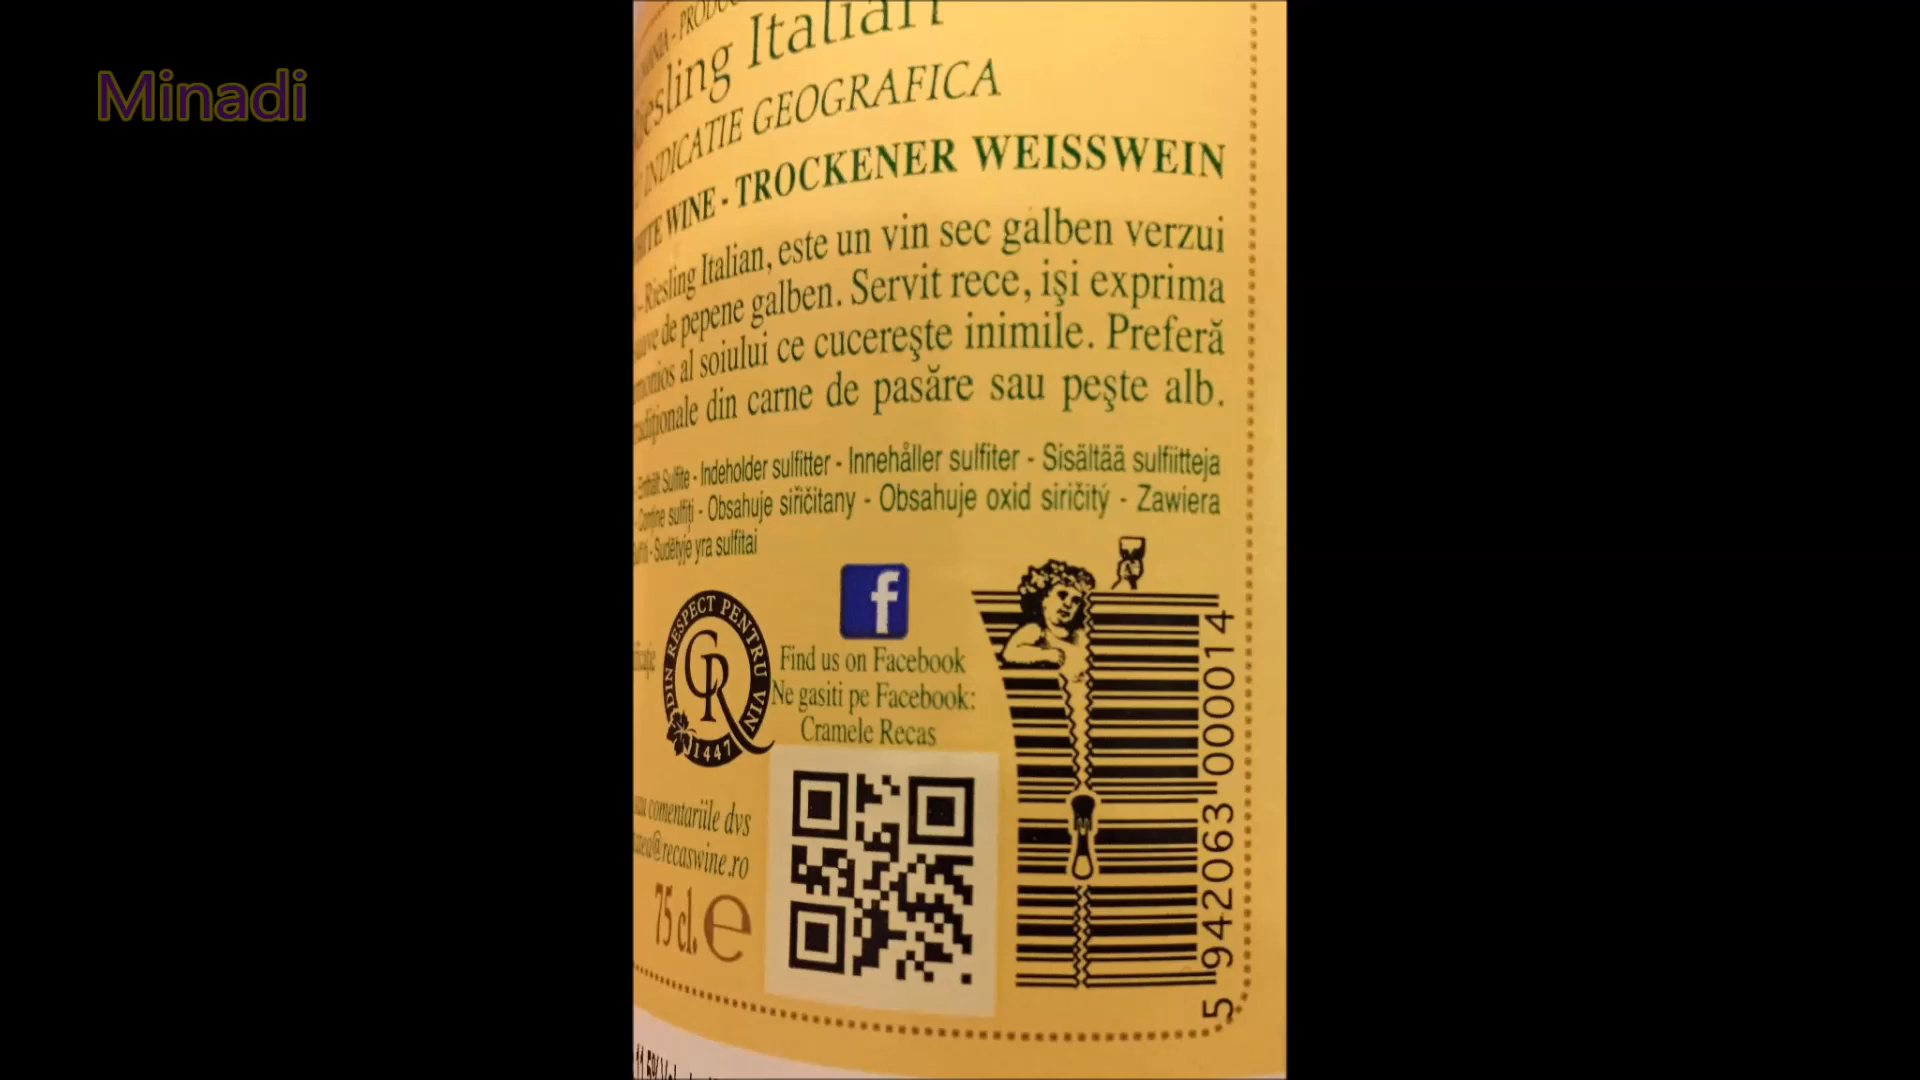 Minadi
Riesling Italian
INDICATIE GEOGRAFICA
WINE - TROCKENER WEISSWEIN
- Riesling Italian, este un vin sec galben verzui
de pepene galben. Servit rece, işi exprima
al soiului ce cucereşte inimile. Preferă
din carne de pasăre sau peşte alb.
Enthält Sulfite - Indeholder sulfitter - Innehåller sulfiter - Sisältää sulfiitteja
Conţine sulfiţi - Obsahuje siřičitany - Obsahuje oxid siričitý - Zawiera
- Sudėtyje yra sulfitai
DIN RESPECT PENTRU VIN
CR
1447
f
Find us on Facebook
Ne gasiti pe Facebook:
Cramele Recas
comentariile dvs
@recaswine.ro
75 cl. e
5 942063 000014